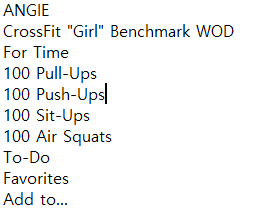 ANGIE
CrossFit "Girl" Benchmark WOD
For Time
100 Pull-Ups
100 Push-Ups
100 Sit-Ups
100 Air Squats
To-Do
Favorites
Add to...